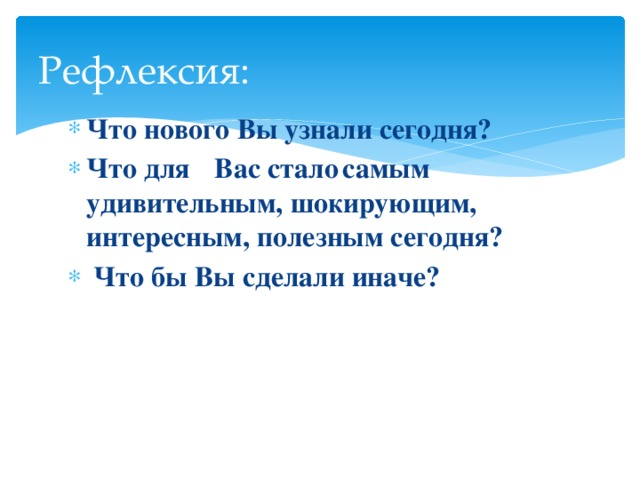 Рефлексия:
* Что нового Вы узнали сегодня?
* Что для Вас стало самым
удивительным, шокирующим,
интересным, полезным сегодня?
* Что бы Вы сделали иначе?